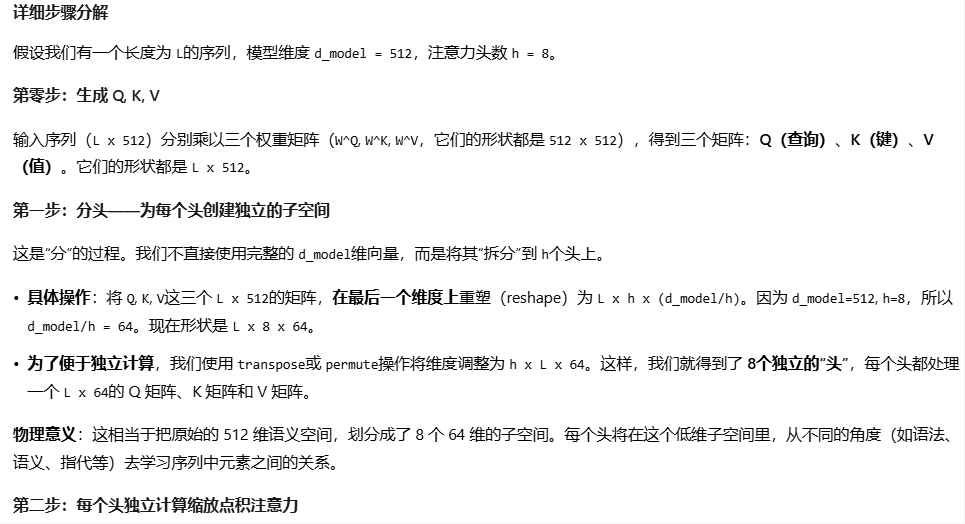 详细步骤分解
假设我们有一个长度为 L的序列，模型维度 d_model = 512，注意力头数 h = 8。
第零步：生成 Q, K, V
输入序列（L x 512）分别乘以三个权重矩阵（W^Q, W^K, W^V，它们的形状都是 512 x 512），得到三个矩阵：Q（查询）、K（键）、V
（值）。它们的形状都是 L x 512。
第一步：分头——为每个头创建独立的子空间
这是“分”的过程。我们不直接使用完整的 d_model维向量，而是将其“拆分”到 h个头上。
• 具体操作：将 Q, K, V这三个 L x 512的矩阵，在最后一个维度上重塑（reshape）为 L x h x (d_model/h)。因为 d_model=512, h=8，所以
d_model/h = 64。现在形状是 L x 8 x 64。
• 为了便于独立计算，我们使用 transpose或 permute操作将维度调整为 h x L x 64。这样，我们就得到了 8个独立的“头”，每个头都处理
一个 L x 64的 Q 矩阵、K 矩阵和 V 矩阵。
物理意义：这相当于把原始的 512 维语义空间，划分成了 8 个 64 维的子空间。每个头将在这个低维子空间里，从不同的角度（如语法、
语义、指代等）去学习序列中元素之间的关系。
第二步：每个头独立计算缩放点积注意力